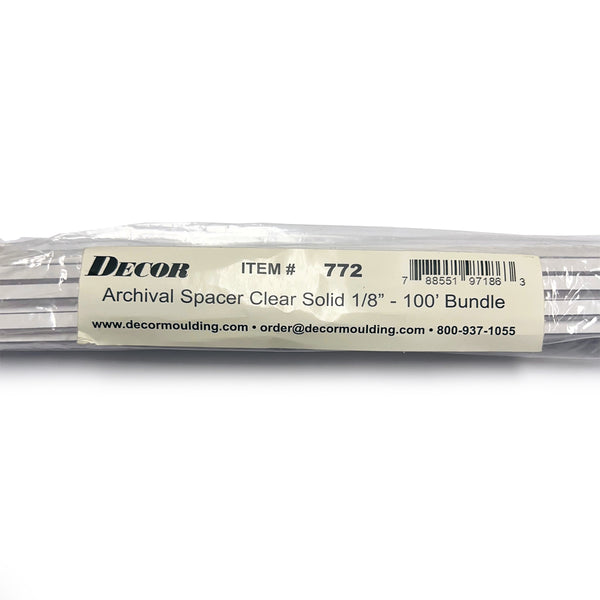 DECOR ITEM # 772
7 88551 97186 3
Archival Spacer Clear Solid 1/8” - 100’ Bundle
www.decormoulding.com • order@decormoulding.com • 800-937-1055